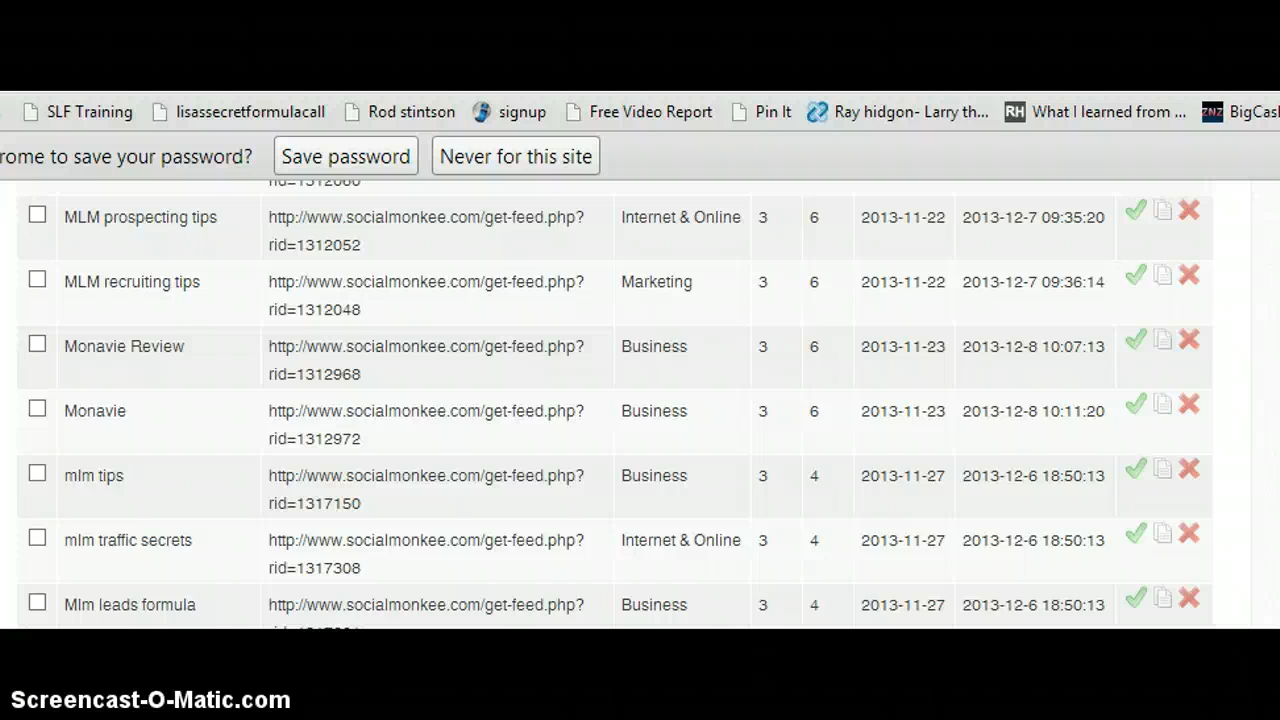 SLF Training lisassecretformulacall Rod stintson signup Free Video Report Pin It Ray hidgon- Larry th... RH What I learned from ... ZNZ BigCas
rome to save your password? Save password Never for this site
MLM prospecting tips http://www.socialmonkee.com/get-feed.php? Internet & Online 3 6 2013-11-22 2013-12-7 09:35:20
rid=1312052
MLM recruiting tips http://www.socialmonkee.com/get-feed.php? Marketing 3 6 2013-11-22 2013-12-7 09:36:14
rid=1312048
Monavie Review http://www.socialmonkee.com/get-feed.php? Business 3 6 2013-11-23 2013-12-8 10:07:13
rid=1312968
Monavie http://www.socialmonkee.com/get-feed.php? Business 3 6 2013-11-23 2013-12-8 10:11:20
rid=1312972
mlm tips http://www.socialmonkee.com/get-feed.php? Business 3 4 2013-11-27 2013-12-6 18:50:13
rid=1317150
mlm traffic secrets http://www.socialmonkee.com/get-feed.php? Internet & Online 3 4 2013-11-27 2013-12-6 18:50:13
rid=1317308
Mlm leads formula http://www.socialmonkee.com/get-feed.php? Business 3 4 2013-11-27 2013-12-6 18:50:13
Screencast-O-Matic.com